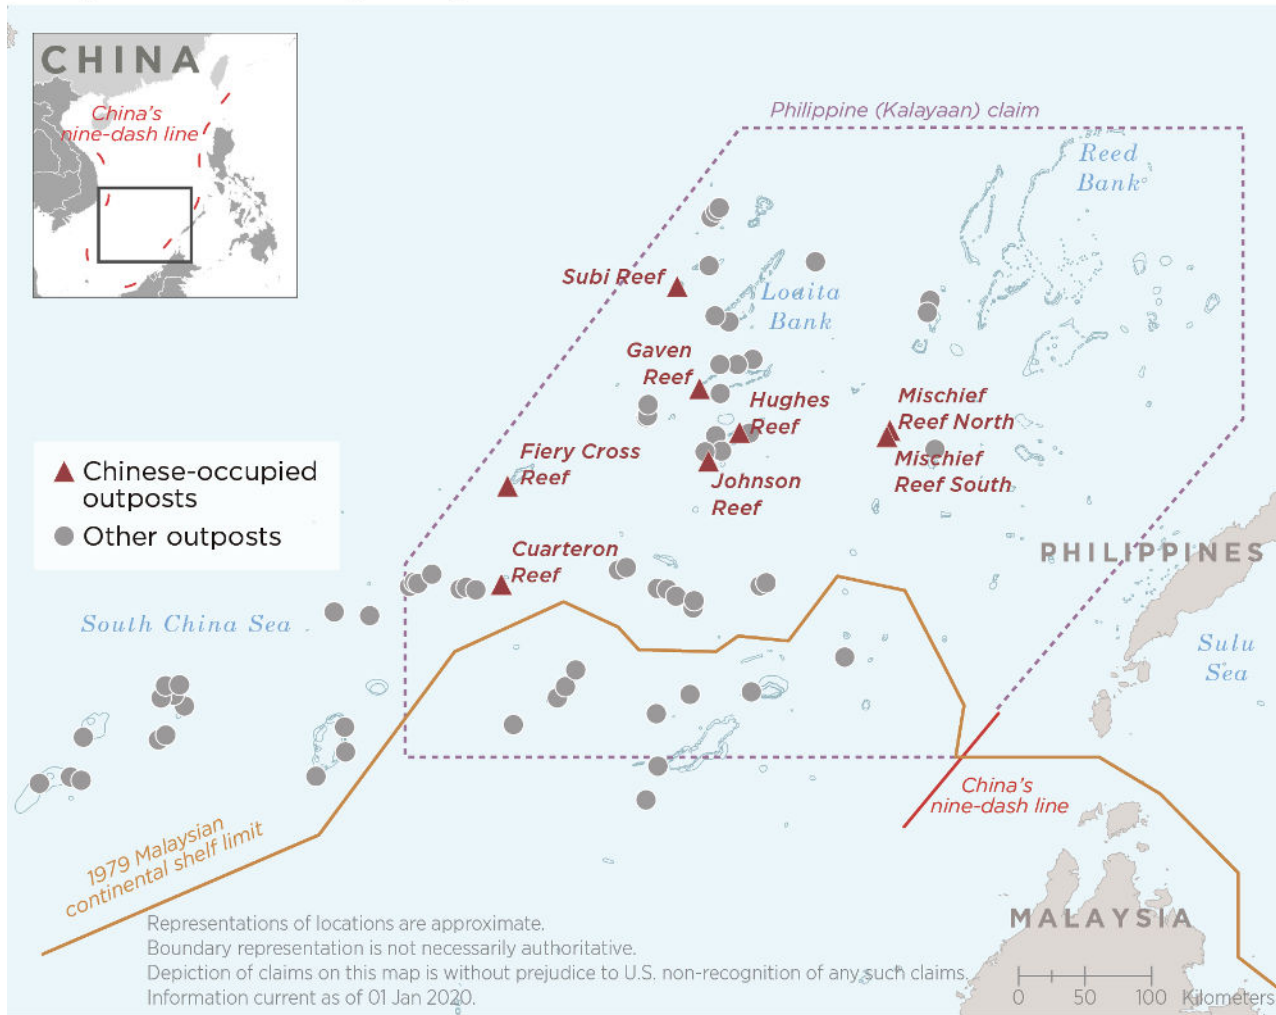 CHINA
China's
nine-dash line
Philippine (Kalayaan) claim
Reed
Bank
Subi Reef
Loaita
Bank
Gaven
Reef
Hughes
Reef
Mischief
Reef North
Mischief
Reef South
Fiery Cross
Reef
Johnson
Reef
Chinese-occupied
outposts
Other outposts
Cuarteron
Reef
PHILIPPINES
South China Sea
Sulu
Sea
China's
nine-dash line
1979 Malaysian
continental shelf limit
MALAYSIA
Representations of locations are approximate.
Boundary representation is not necessarily authoritative.
Depiction of claims on this map is without prejudice to U.S. non-recognition of any such claims.
Information current as of 01 Jan 2020.
0 50 100 Kilometers